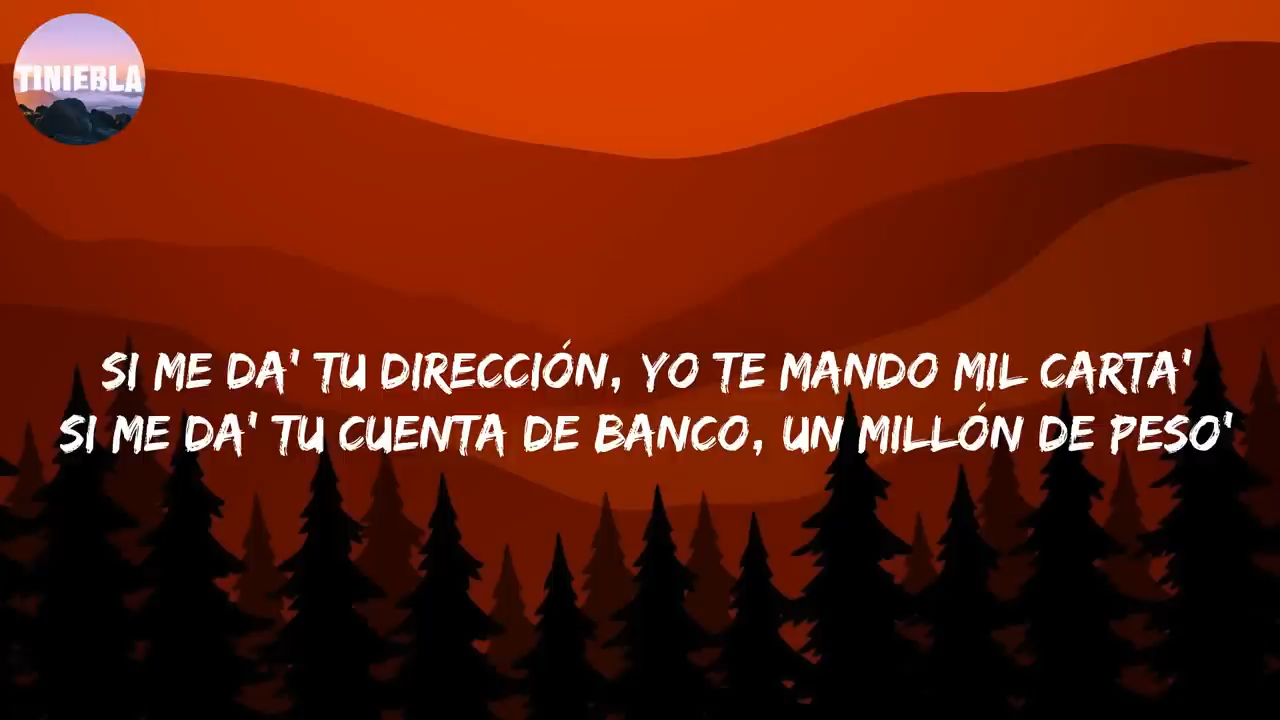 TINIEBLA
SI ME DA' TU DIRECCIÓN, YO TE MANDO MIL CARTA'
SI ME DA' TU CUENTA DE BANCO, UN MILLÓN DE PESO'